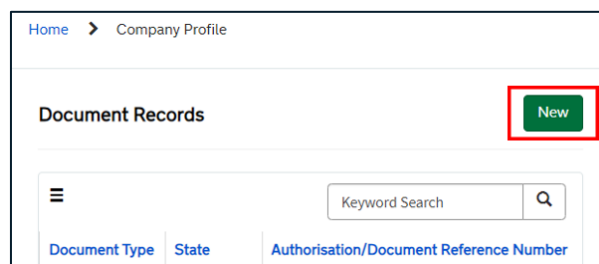 Home > Company Profile
Document Records
New
Keyword Search
Document Type State Authorisation/Document Reference Number